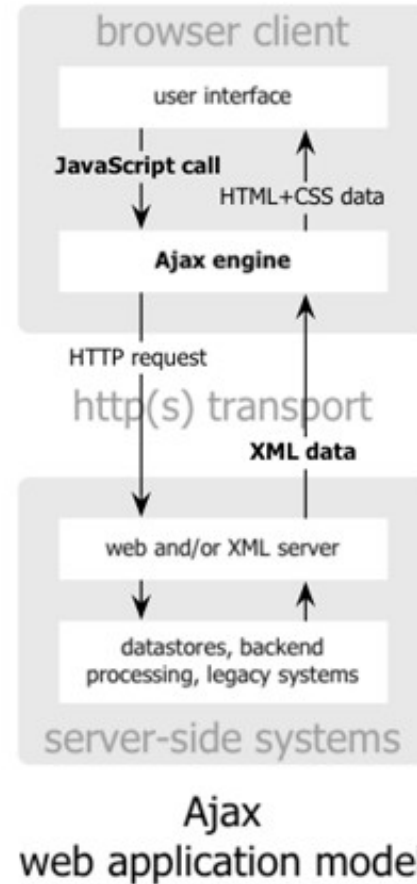 browser client
user interface
JavaScript call
HTML+CSS data
Ajax engine
HTTP request
http(s) transport
XML data
web and/or XML server
datastores, backend
processing, legacy systems
server-side systems
Ajax
web application model